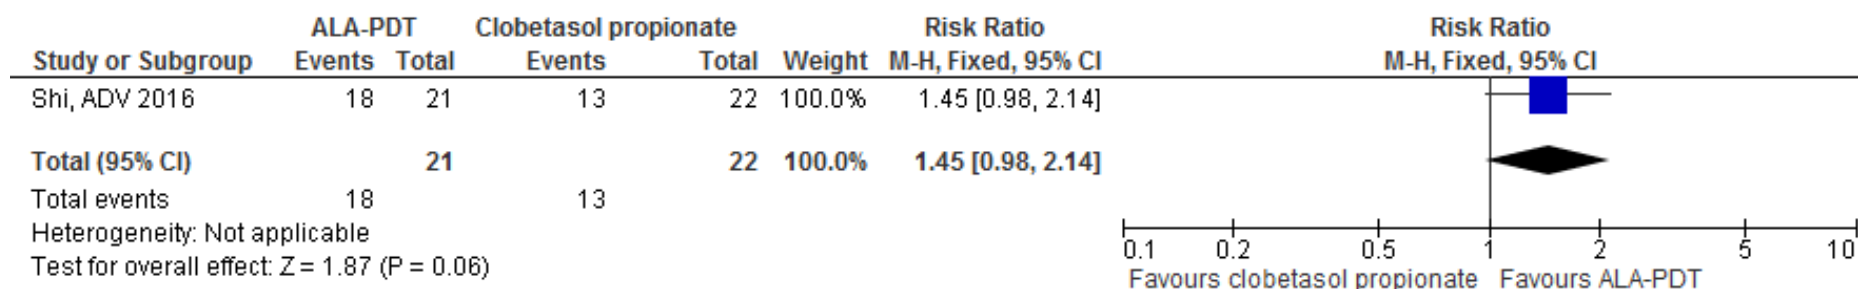 ALA-PDT Clobetasol propionate Risk Ratio Risk Ratio
Study or Subgroup Events Total Events Total Weight M-H, Fixed, 95% CI M-H, Fixed, 95% CI
Shi, ADV 2016 18 21 13 22 100.0% 1.45 [0.98, 2.14]
Total (95% CI) 21 22 100.0% 1.45 [0.98, 2.14]
Total events 18 13
Heterogeneity: Not applicable
Test for overall effect: Z = 1.87 (P = 0.06)
0.1 0.2 0.5 1 2 5 10
Favours clobetasol propionate Favours ALA-PDT